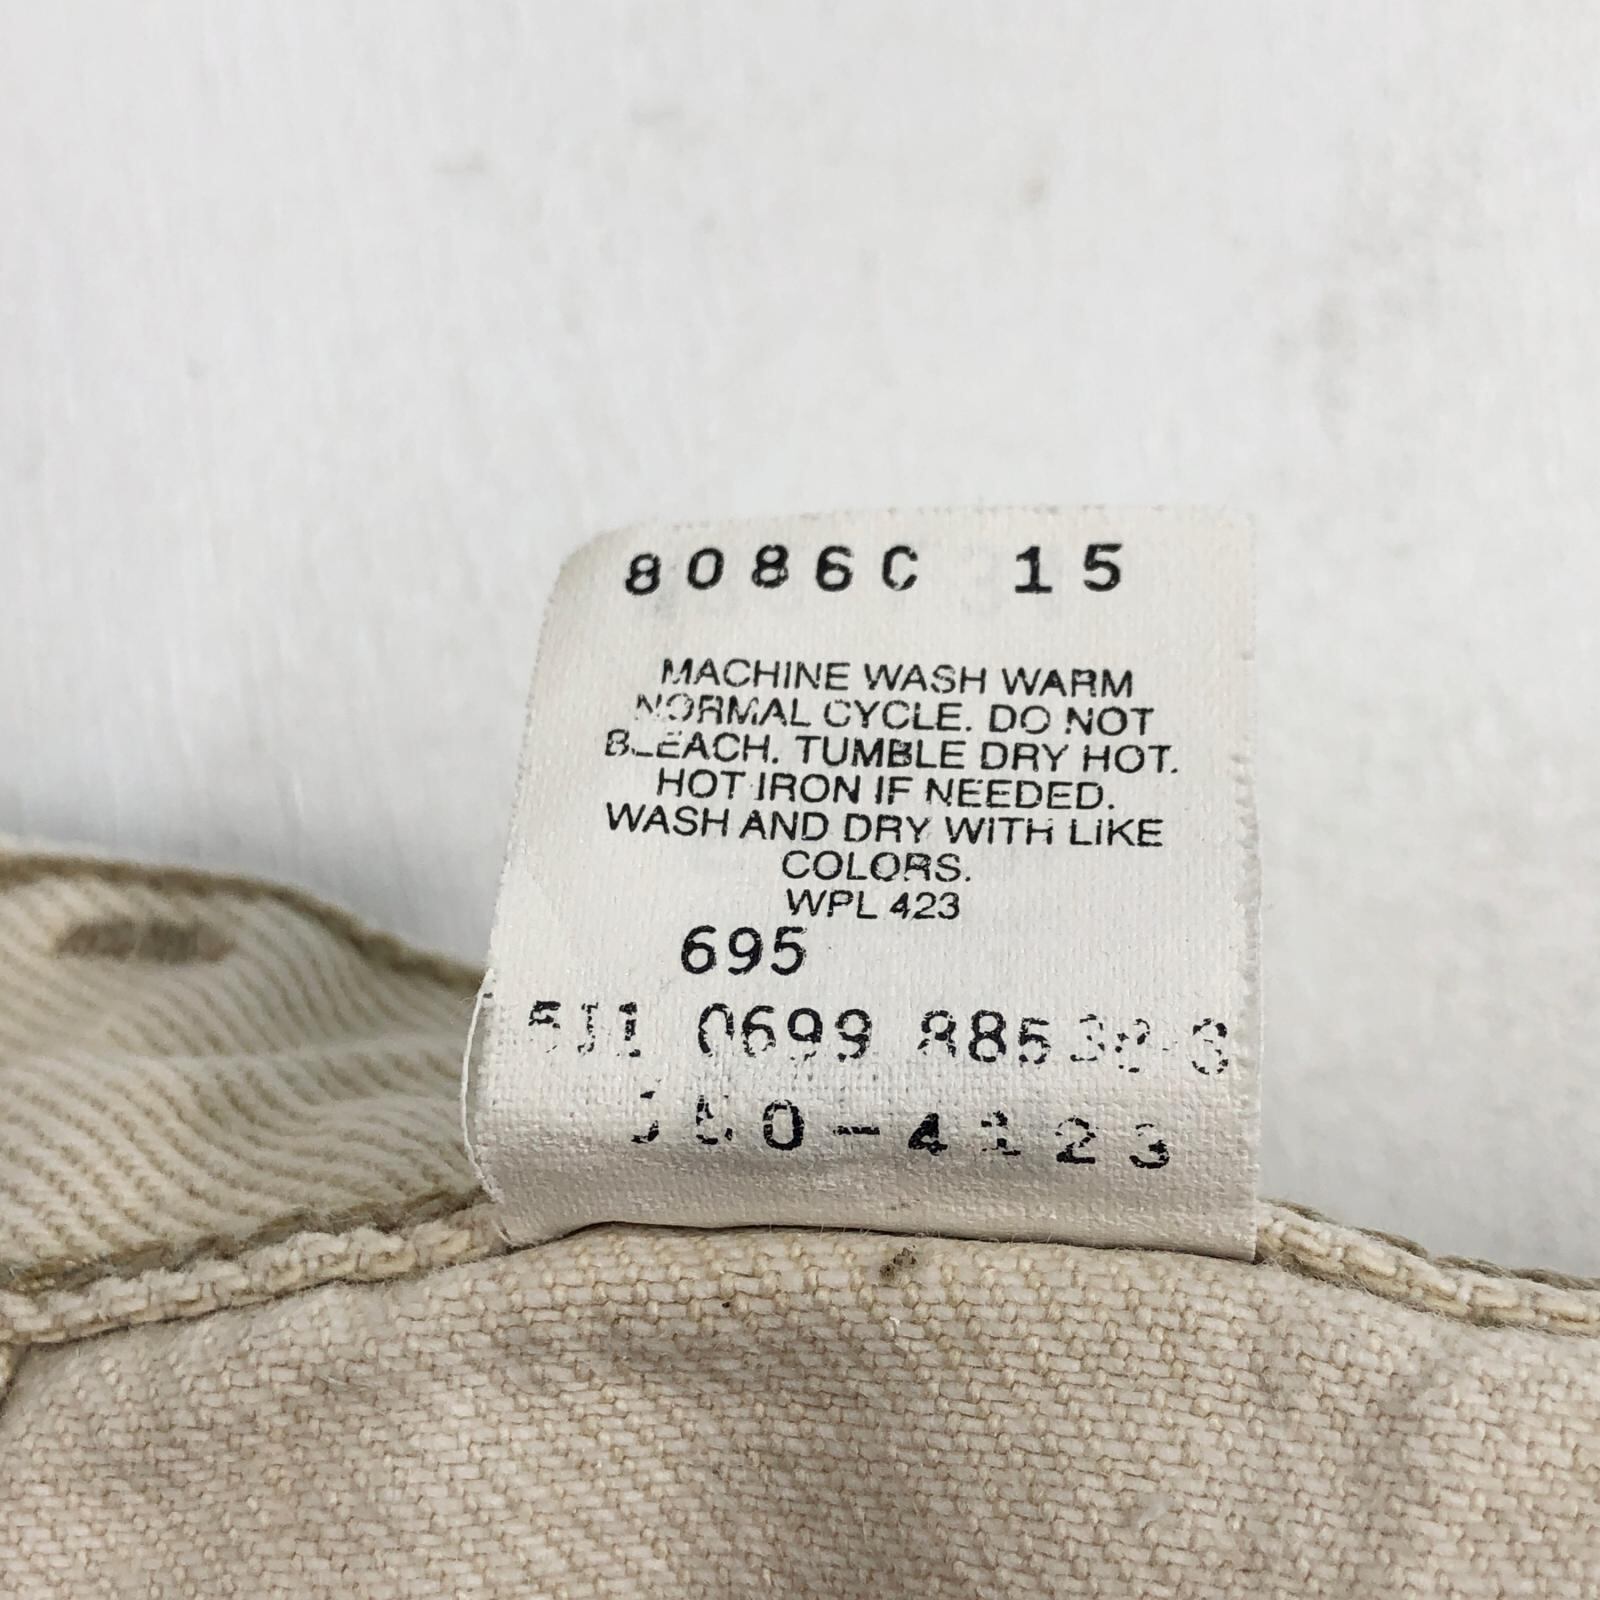 8086C 15
MACHINE WASH WARM
NORMAL CYCLE. DO NOT
BLEACH. TUMBLE DRY HOT.
HOT IRON IF NEEDED.
WASH AND DRY WITH LIKE
COLORS.
WPL 423
695
511 0699